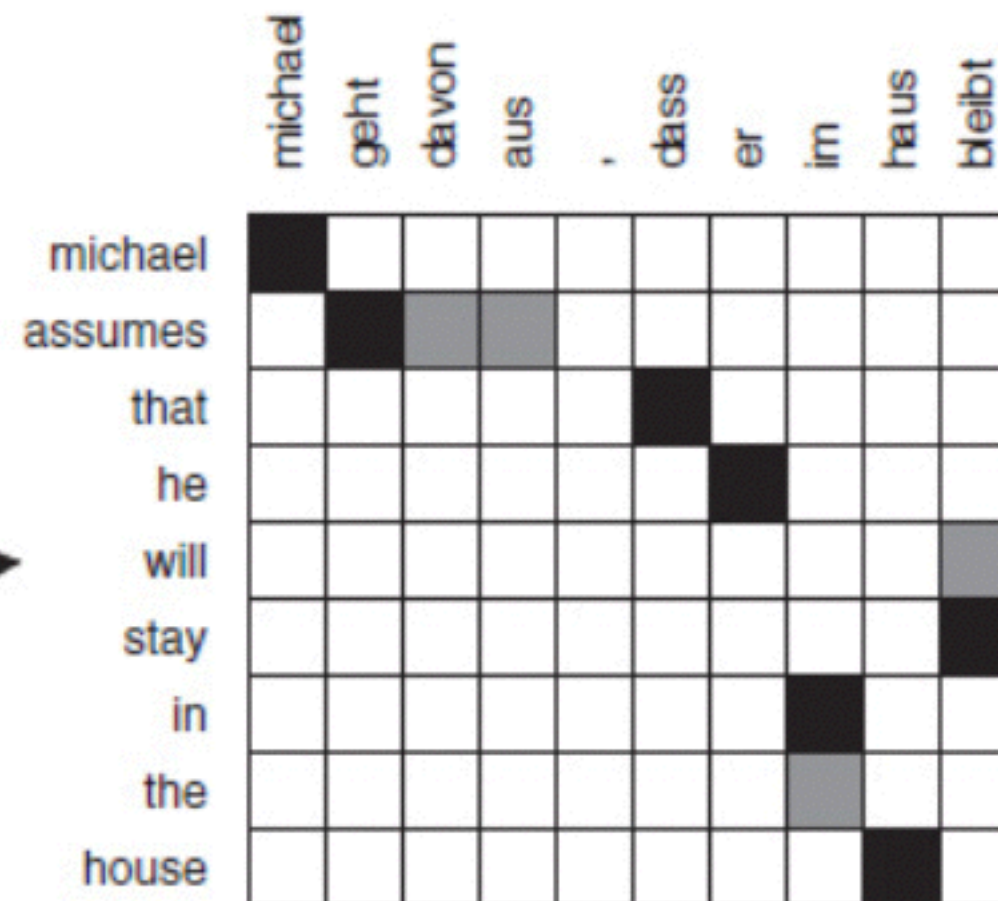 michael geht davon aus , dass er im haus bleibt
michael
assumes
that
he
will
stay
in
the
house